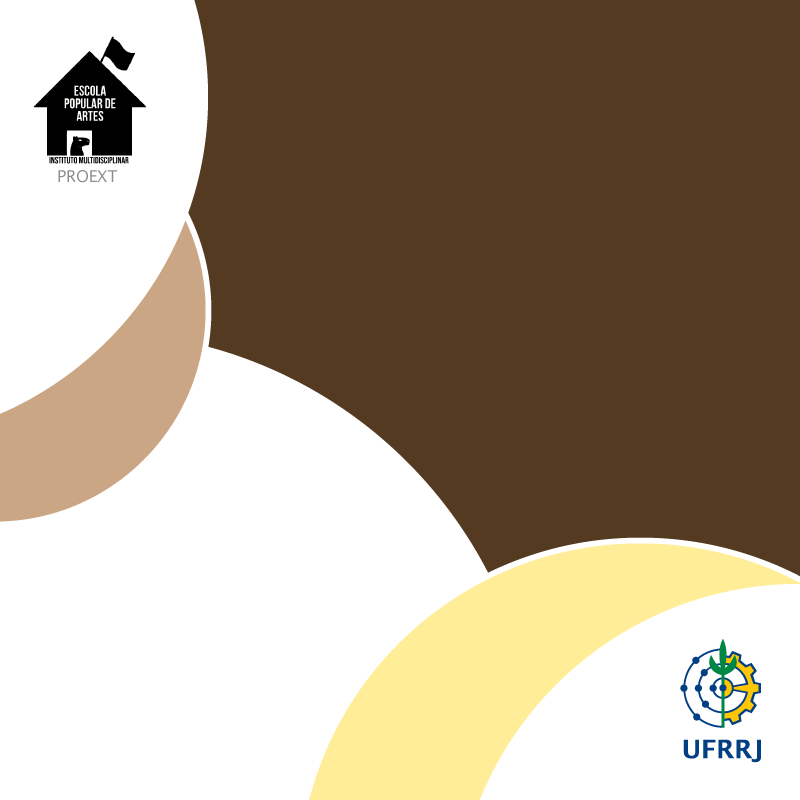 ESCOLA
POPULAR DE
ARTES
INSTITUTO MULTIDISCIPLINAR
PROEXT
UFRRJ